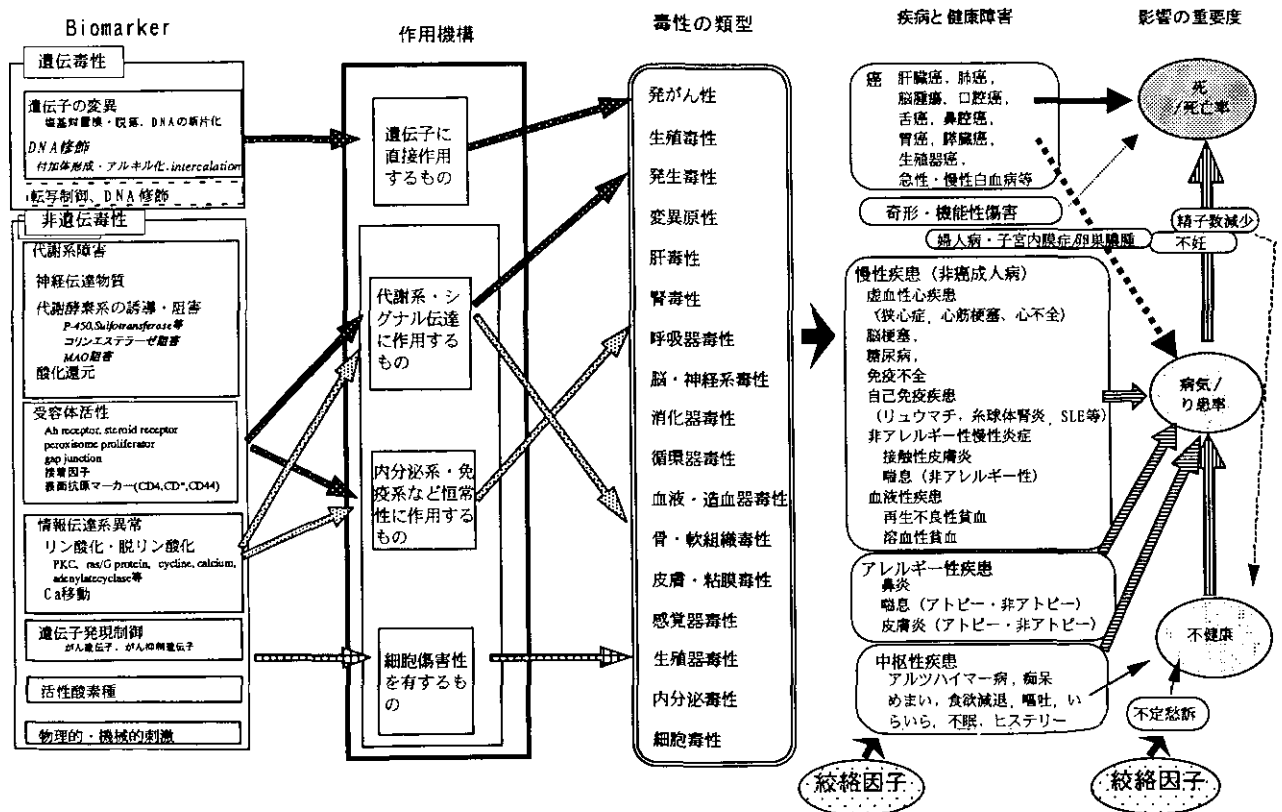 Biomarker
遺伝毒性
遺伝子の変異
塩基対置換・脱落、DNAの断片化
DNA修飾
付加体形成・アルキル化、intercalation
転写制御、DNA修飾
非遺伝毒性
代謝系障害
神経伝達物質
代謝酵素系の誘導・阻害
P-450,Sulfotransferase等
コリンエステラーゼ阻害
MAO阻害
酸化還元
受容体活性
Ah receptor, steroid receptor
peroxisome proliferator
gap junction
接着因子
表面抗原マーカー(CD4,CD*,CD44)
情報伝達系異常
リン酸化・脱リン酸化
PKC, ras/G protein, cycline, calcium,
adenylatecyclase等
Ca移動
遺伝子発現制御
がん遺伝子、がん抑制遺伝子
活性酸素種
物理的・機械的刺激
作用機構
遺伝子に
直接作用
するもの
代謝系・シ
グナル伝達
に作用する
もの
内分泌系・免
疫系など恒常
性に作用する
もの
細胞傷害性
を有するも
の
毒性の類型
発がん性
生殖毒性
発生毒性
変異原性
肝毒性
腎毒性
呼吸器毒性
脳・神経系毒性
消化器毒性
循環器毒性
血液・造血器毒性
骨・軟組織毒性
皮膚・粘膜毒性
感覚器毒性
生殖器毒性
内分泌毒性
細胞毒性
疾病と健康障害
癌 肝臓癌、肺癌、
脳腫瘍、口腔癌、
舌癌、鼻腔癌、
胃癌、膵臓癌、
生殖器癌、
急性・慢性白血病等
奇形・機能性傷害
婦人病・子宮内膜症/卵巣膿腫
慢性疾患（非癌成人病）
虚血性心疾患
（狭心症、心筋梗塞、心不全）
脳梗塞、
糖尿病、
免疫不全
自己免疫疾患
（リュウマチ、糸球体腎炎、SLE等）
非アレルギー性慢性炎症
接触性皮膚炎
喘息（非アレルギー性）
血液性疾患
再生不良性貧血
溶血性貧血
アレルギー性疾患
鼻炎
喘息（アトピー・非アトピー）
皮膚炎（アトピー・非アトピー）
中枢性疾患
アルツハイマー病、痴呆
めまい、食欲減退、嘔吐、い
らいら、不眠、ヒステリー
絞絡因子
影響の重要度
死
/死亡率
精子数減少
不妊
病気/
り患率
不健康
不定愁訴
絞絡因子